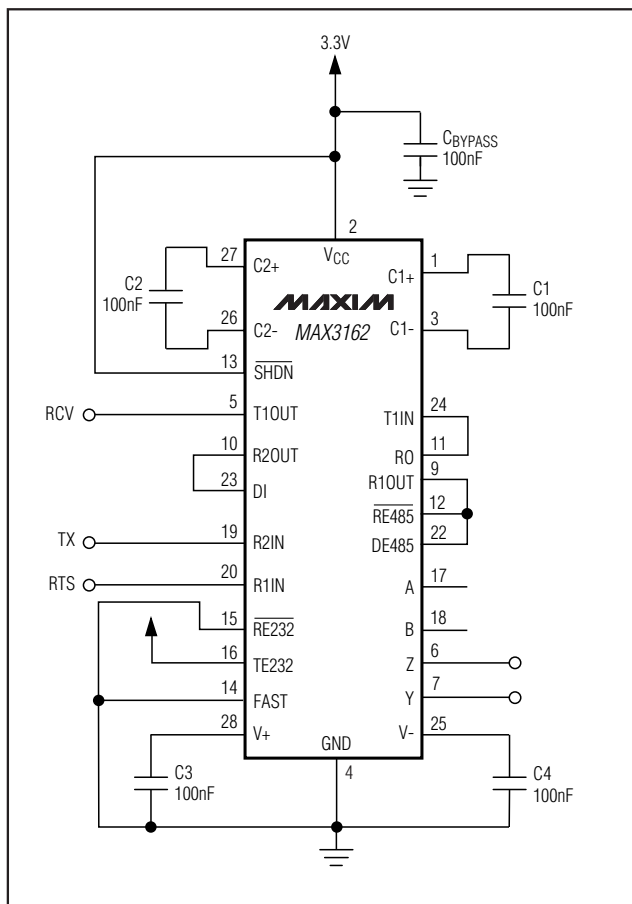 3.3V
CBYPASS
100nF
2
VCC
27
C2+
C2
100nF
26
C2-
1
C1+
C1
100nF
3
C1-
MAXIM
MAX3162
13
SHDN
RCV
5
T1OUT
24
T1IN
10
R2OUT
11
RO
23
DI
9
R1OUT
12
RE485
22
DE485
TX
19
R2IN
RTS
20
R1IN
17
A
15
RE232
18
B
16
TE232
6
Z
14
FAST
7
Y
28
V+
GND
25
V-
4
C3
100nF
C4
100nF